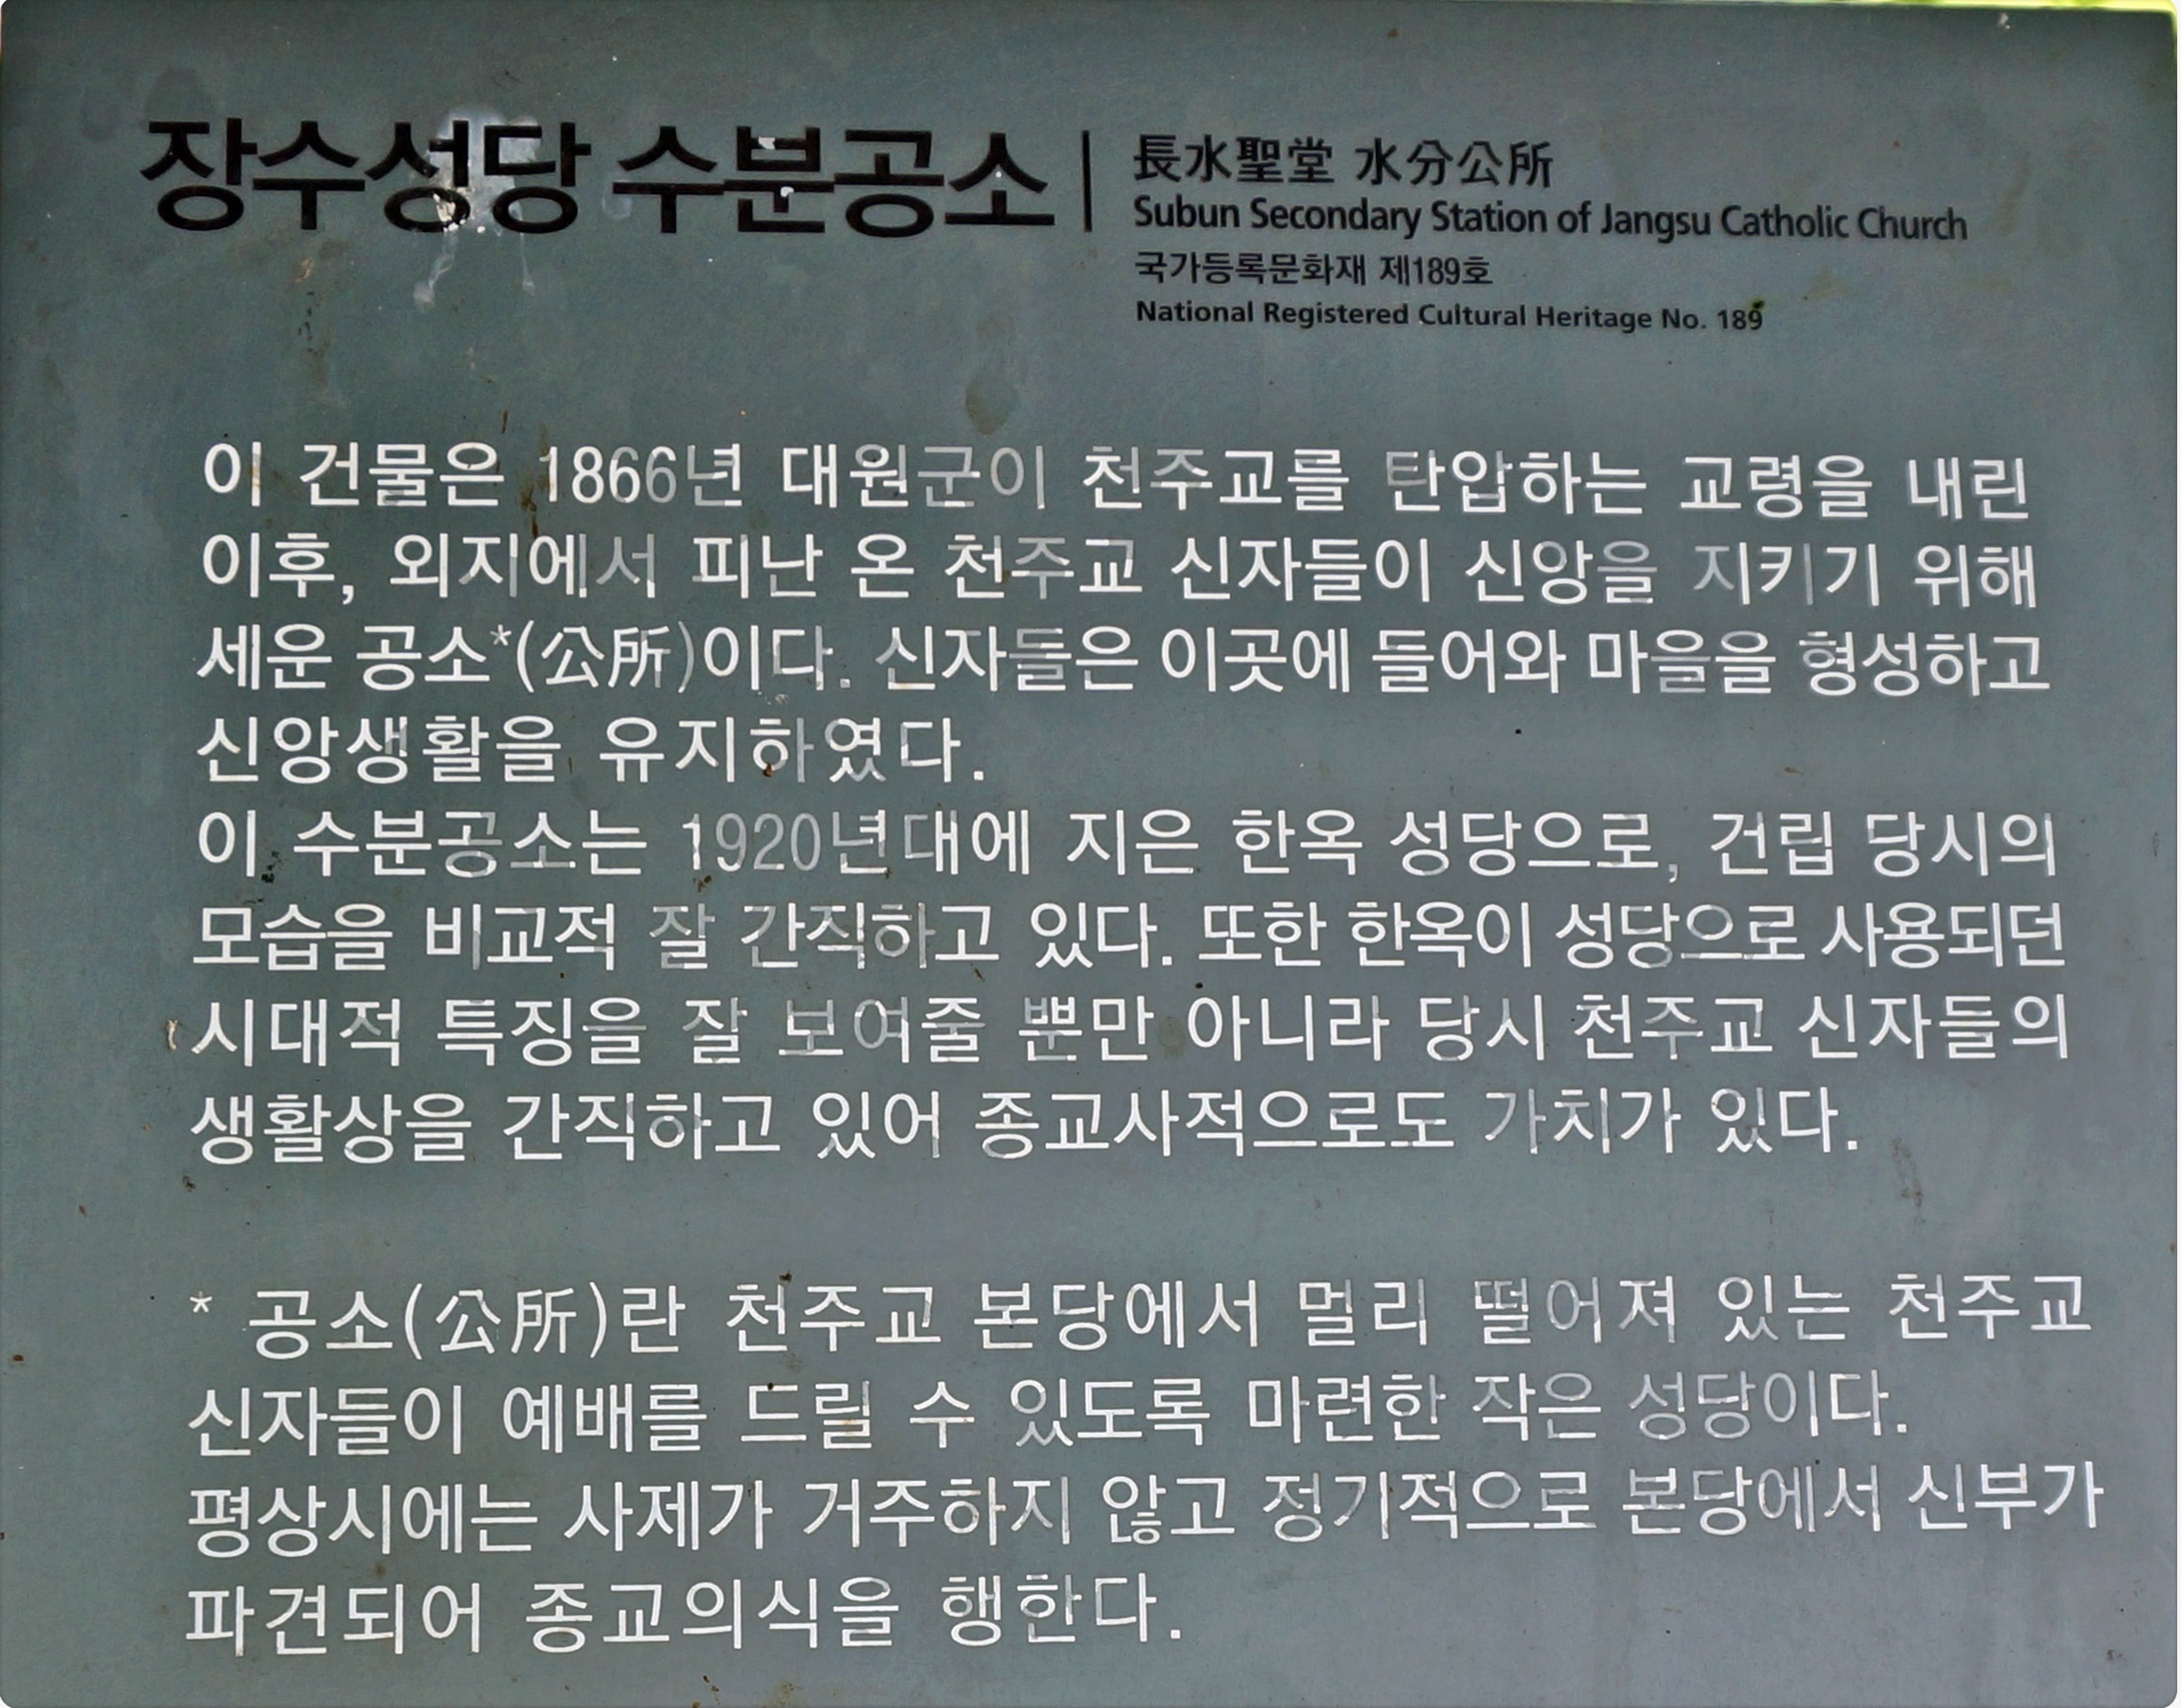 장수성당 수분공소
長水聖堂 水分公所
Subun Secondary Station of Jangsu Catholic Church
국가등록문화재 제189호
National Registered Cultural Heritage No. 189
이 건물은 1866년 대원군이 천주교를 탄압하는 교령을 내린
이후, 외지에서 피난 온 천주교 신자들이 신앙을 지키기 위해
세운 공소*(公所)이다. 신자들은 이곳에 들어와 마을을 형성하고
신앙생활을 유지하였다.
이 수분공소는 1920년대에 지은 한옥 성당으로, 건립 당시의
모습을 비교적 잘 간직하고 있다. 또한 한옥이 성당으로 사용되던
시대적 특징을 잘 보여줄 뿐만 아니라 당시 천주교 신자들의
생활상을 간직하고 있어 종교사적으로도 가치가 있다.
* 공소(公所)란 천주교 본당에서 멀리 떨어져 있는 천주교
신자들이 예배를 드릴 수 있도록 마련한 작은 성당이다.
평상시에는 사제가 거주하지 않고 정기적으로 본당에서 신부가
파견되어 종교의식을 행한다.